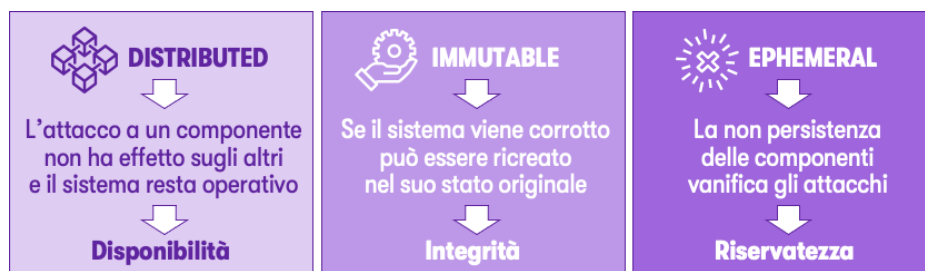 DISTRIBUTED
L'attacco a un componente
non ha effetto sugli altri
e il sistema resta operativo
Disponibilità
IMMUTABLE
Se il sistema viene corrotto
può essere ricreato
nel suo stato originale
Integrità
EPHEMERAL
La non persistenza
delle componenti
vanifica gli attacchi
Riservatezza